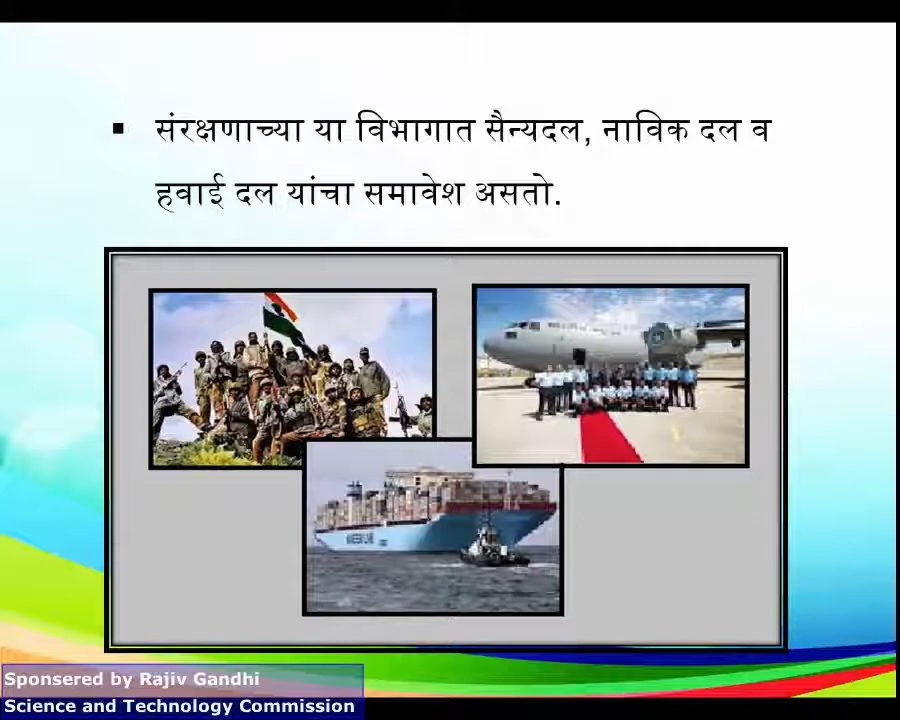 ▪ संरक्षणाच्या या विभागात सैन्यदल, नाविक दल व
हवाई दल यांचा समावेश असतो.
Sponsered by Rajiv Gandhi
Science and Technology Commission